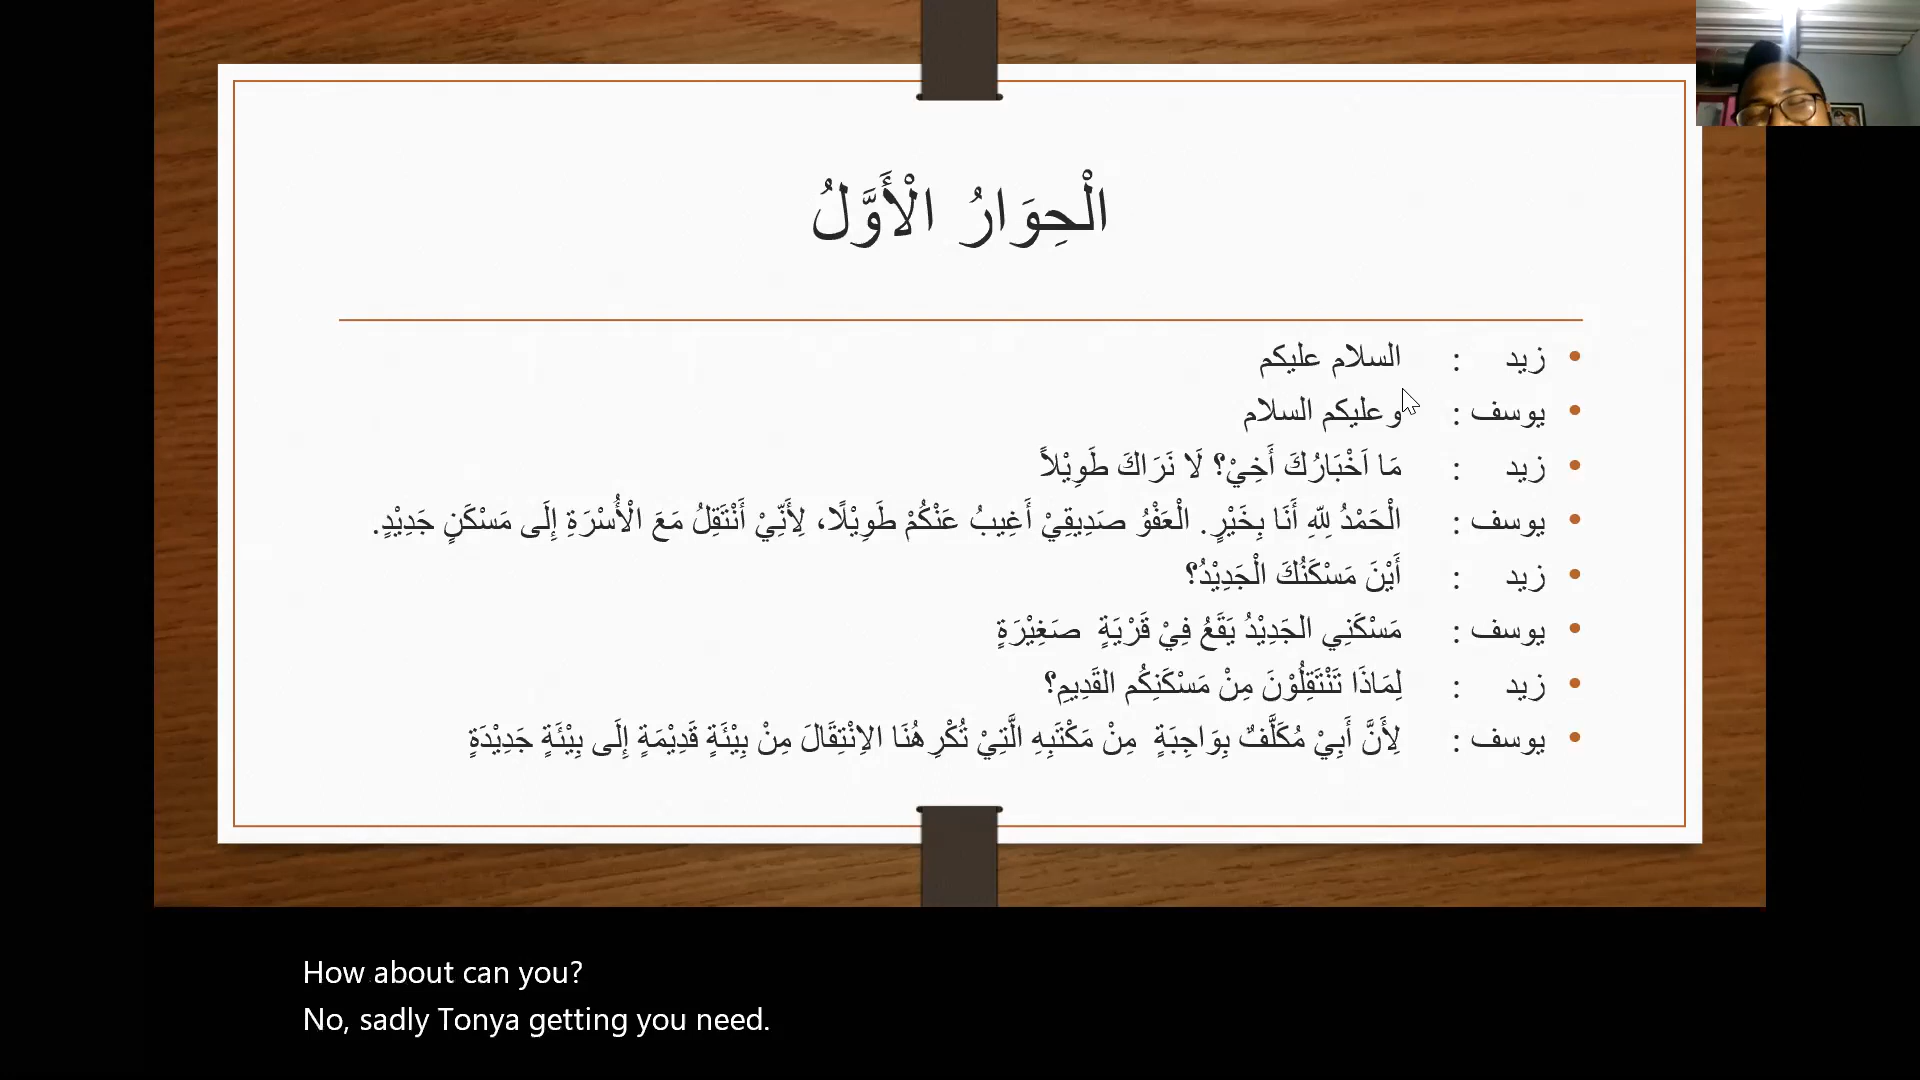 الْحِوَارُ الْأَوَّلُ
• زيد : السلام عليكم
• يوسف : وعليكم السلام
• زيد : مَا اَخْبَارُكَ أَخِيْ؟ لَا نَرَاكَ طَوِيْلاً
• يوسف : الْحَمْدُ لِلّهِ أَنَا بِخَيْرٍ. الْعَفْوُ صَدِيقِيْ أَغِيبُ عَنْكُمْ طَوِيْلًا، لِأَنِّيْ أَنْتَقِلُ مَعَ الْأُسْرَةِ إِلَى مَسْكَنٍ جَدِيْدٍ.
• زيد : أَيْنَ مَسْكَنُكَ الْجَدِيْدُ؟
• يوسف : مَسْكَنِي الجَدِيْدُ يَقَعُ فِيْ قَرْيَةٍ صَغِيْرَةٍ
• زيد : لِمَاذَا تَنْتَقِلُوْنَ مِنْ مَسْكَنِكُم القَدِيمِ؟
• يوسف : لِأَنَّ أَبِيْ مُكَلَّفٌ بِوَاجِبَةٍ مِنْ مَكْتَبِهِ الَّتِيْ تُكْرِهُنَا الاِنْتِقَالَ مِنْ بِيْئَةٍ قَدِيْمَةٍ إِلَى بِيْئَةٍ جَدِيْدَةٍ
How about can you?
No, sadly Tonya getting you need.